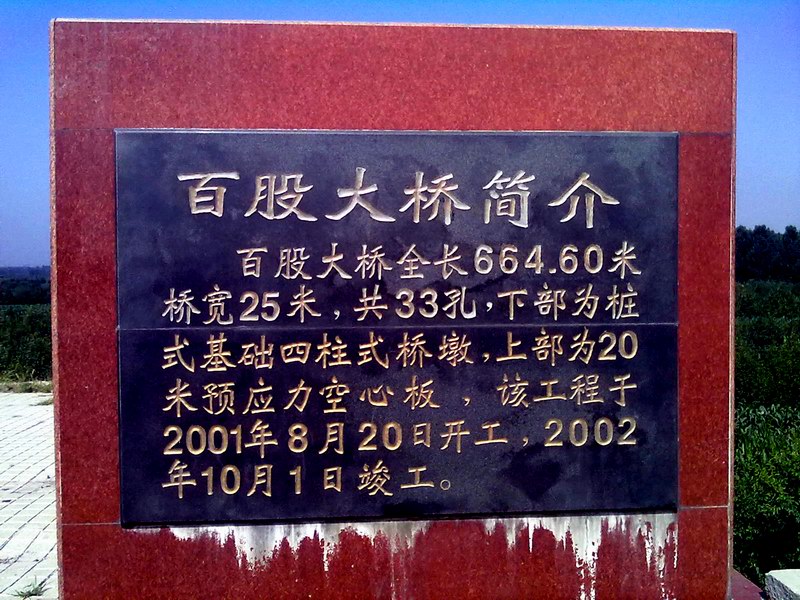 百股大桥简介
百股大桥全长664.60米
桥宽25米，共33孔，下部为桩
式基础四柱式桥墩，上部为20
米预应力空心板，该工程于
2001年8月20日开工，2002
年10月1日竣工。